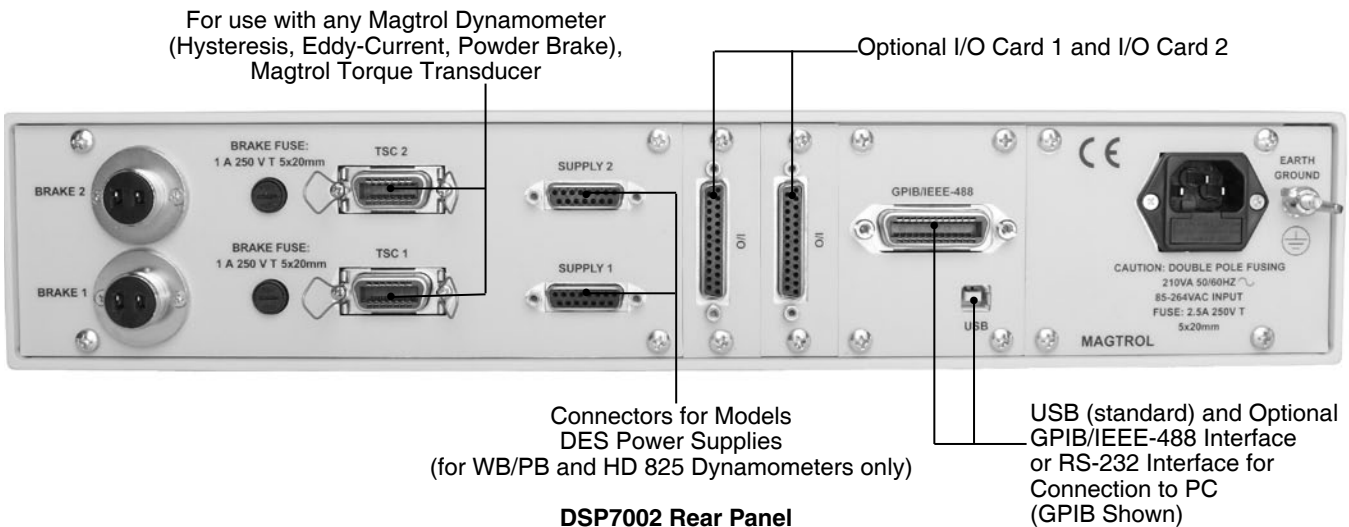 For use with any Magtrol Dynamometer
(Hysteresis, Eddy-Current, Powder Brake),
Magtrol Torque Transducer
Optional I/O Card 1 and I/O Card 2
BRAKE 2
BRAKE FUSE:
1 A 250 V T 5x20mm
TSC 2
SUPPLY 2
I/O
I/O
GPIB/IEEE-488
CE
EARTH
GROUND
BRAKE 1
BRAKE FUSE:
1 A 250 V T 5x20mm
TSC 1
SUPPLY 1
USB
CAUTION: DOUBLE POLE FUSING
210VA 50/60HZ
85-264VAC INPUT
FUSE: 2.5A 250V T
5x20mm
MAGTROL
Connectors for Models
DES Power Supplies
(for WB/PB and HD 825 Dynamometers only)
USB (standard) and Optional
GPIB/IEEE-488 Interface
or RS-232 Interface for
Connection to PC
(GPIB Shown)
DSP7002 Rear Panel